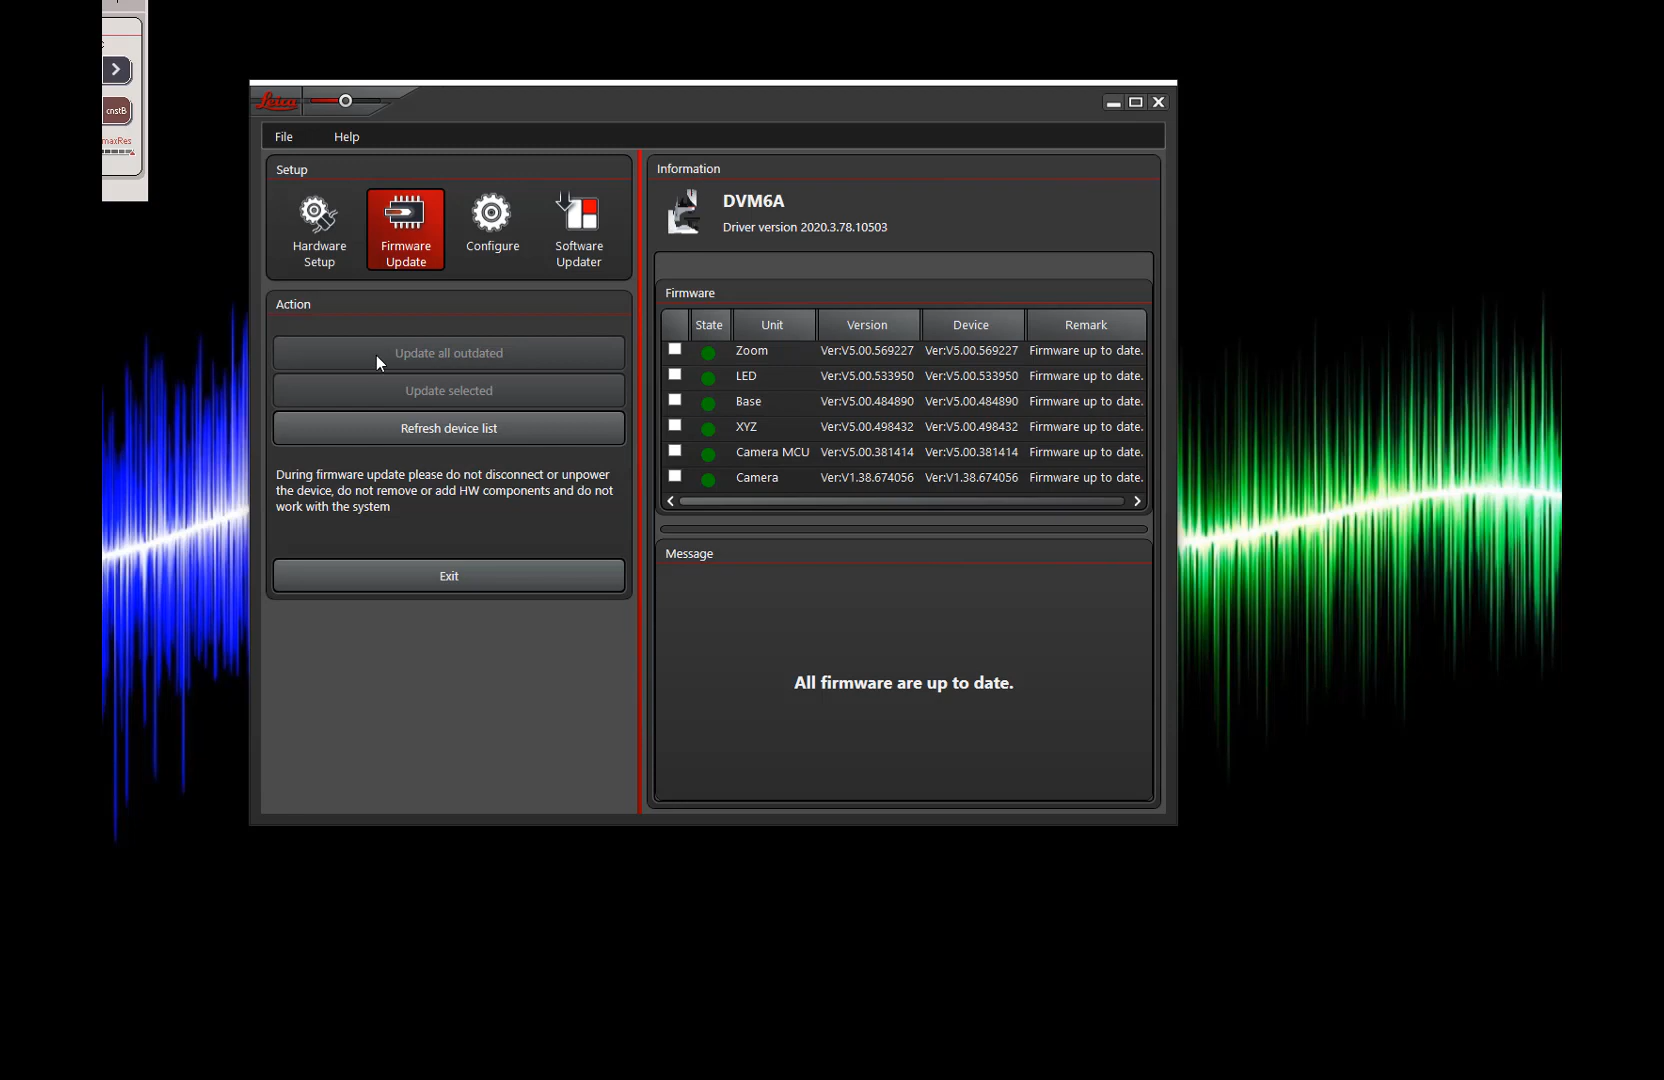 cnstB
maxRes
Leica
File Help
Setup
Hardware Setup
Firmware Update
Configure
Software Updater
Action
Update all outdated
Update selected
Refresh device list
During firmware update please do not disconnect or unpower
the device, do not remove or add HW components and do not
work with the system
Exit
Information
DVM6A
Driver version 2020.3.78.10503
Firmware
State Unit Version Device Remark
Zoom Ver:V5.00.569227 Ver:V5.00.569227 Firmware up to date.
LED Ver:V5.00.533950 Ver:V5.00.533950 Firmware up to date.
Base Ver:V5.00.484890 Ver:V5.00.484890 Firmware up to date.
XYZ Ver:V5.00.498432 Ver:V5.00.498432 Firmware up to date.
Camera MCU Ver:V5.00.381414 Ver:V5.00.381414 Firmware up to date.
Camera Ver:V1.38.674056 Ver:V1.38.674056 Firmware up to date.
Message
All firmware are up to date.